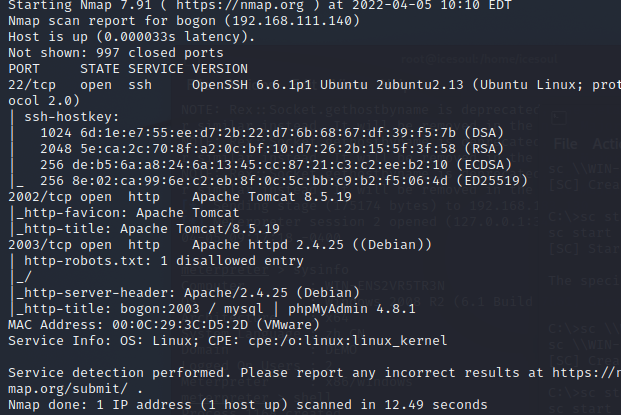 Starting Nmap 7.91 ( https://nmap.org ) at 2022-04-05 10:10 EDT
Nmap scan report for bogon (192.168.111.140)
Host is up (0.000033s latency).
Not shown: 997 closed ports
PORT     STATE SERVICE VERSION
22/tcp   open  ssh     OpenSSH 6.6.1p1 Ubuntu 2ubuntu2.13 (Ubuntu Linux; prot
ocol 2.0)
| ssh-hostkey:
|   1024 6d:1e:e7:55:ee:d7:2b:22:d7:6b:68:67:df:39:f5:7b (DSA)
|   2048 5e:ca:2c:70:8f:a2:0c:bf:10:d7:26:2b:15:5f:3f:58 (RSA)
|   256 de:b5:6a:a8:24:6a:13:45:cc:87:21:c3:c2:ee:b2:10 (ECDSA)
|_  256 8e:02:ca:99:6e:c2:eb:8f:0c:5c:bb:c9:b2:f5:06:4d (ED25519)
2002/tcp open  http    Apache Tomcat 8.5.19
|_http-favicon: Apache Tomcat
|_http-title: Apache Tomcat/8.5.19
2003/tcp open  http    Apache httpd 2.4.25 ((Debian))
| http-robots.txt: 1 disallowed entry
|_/
|_http-server-header: Apache/2.4.25 (Debian)
|_http-title: bogon:2003 / mysql | phpMyAdmin 4.8.1
MAC Address: 00:0C:29:3C:D5:2D (VMware)
Service Info: OS: Linux; CPE: cpe:/o:linux:linux_kernel

Service detection performed. Please report any incorrect results at https://n
map.org/submit/ .
Nmap done: 1 IP address (1 host up) scanned in 12.49 seconds